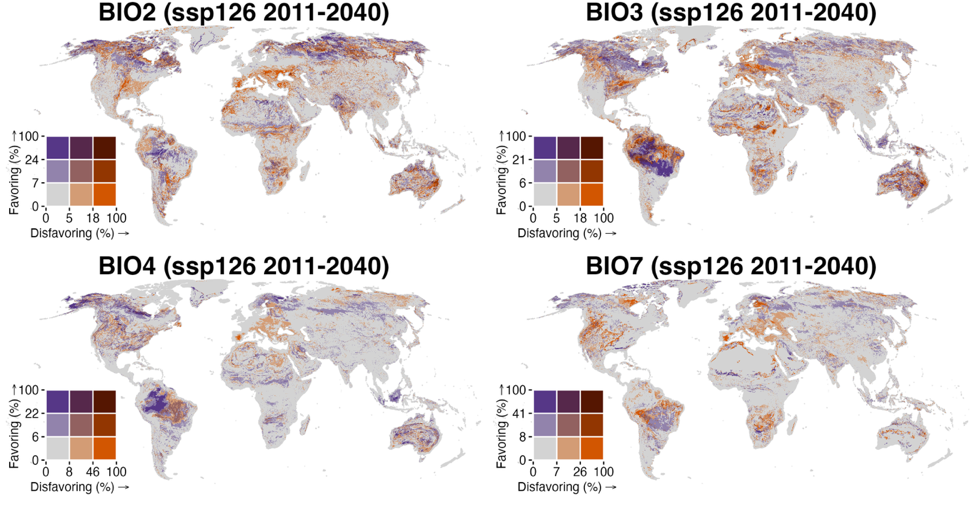 BIO2 (ssp126 2011-2040)
Favoring (%) →
100
24
7
0
0 5 18 100
Disfavoring (%) →
BIO3 (ssp126 2011-2040)
Favoring (%) →
100
21
6
0
0 5 18 100
Disfavoring (%) →
BIO4 (ssp126 2011-2040)
Favoring (%) →
100
22
6
0
0 8 46 100
Disfavoring (%) →
BIO7 (ssp126 2011-2040)
Favoring (%) →
100
41
8
0
0 7 26 100
Disfavoring (%) →